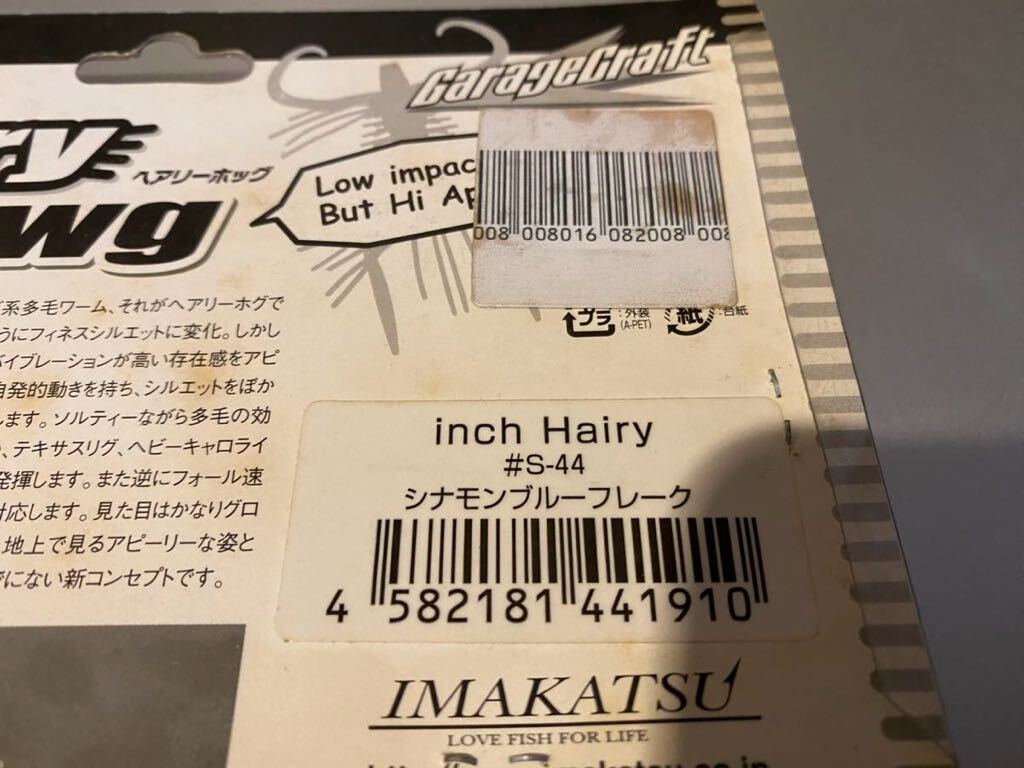 GarageCraft
ry
ヘアリーホッグ
wg
Low impac
But Hi Ap
008 008016 082008 008
プラ :外装
(A-PET)
紙 :台紙
系多毛ワーム、それがヘアリーホグで
うにフィネスシルエットに変化。しかし
バイブレーションが高い存在感をアピ
自発的動きを持ち、シルエットをぼか
します。ソルティーながら多毛の効
、テキサスリグ、ヘビーキャロライ
発揮します。また逆にフォール速
対応します。見た目はかなりグロ
地上で見るアピーリーな姿と
にない新コンセプトです。
inch Hairy
#S-44
シナモンブルーフレーク
4 582181 441910
IMAKATSU
LOVE FISH FOR LIFE